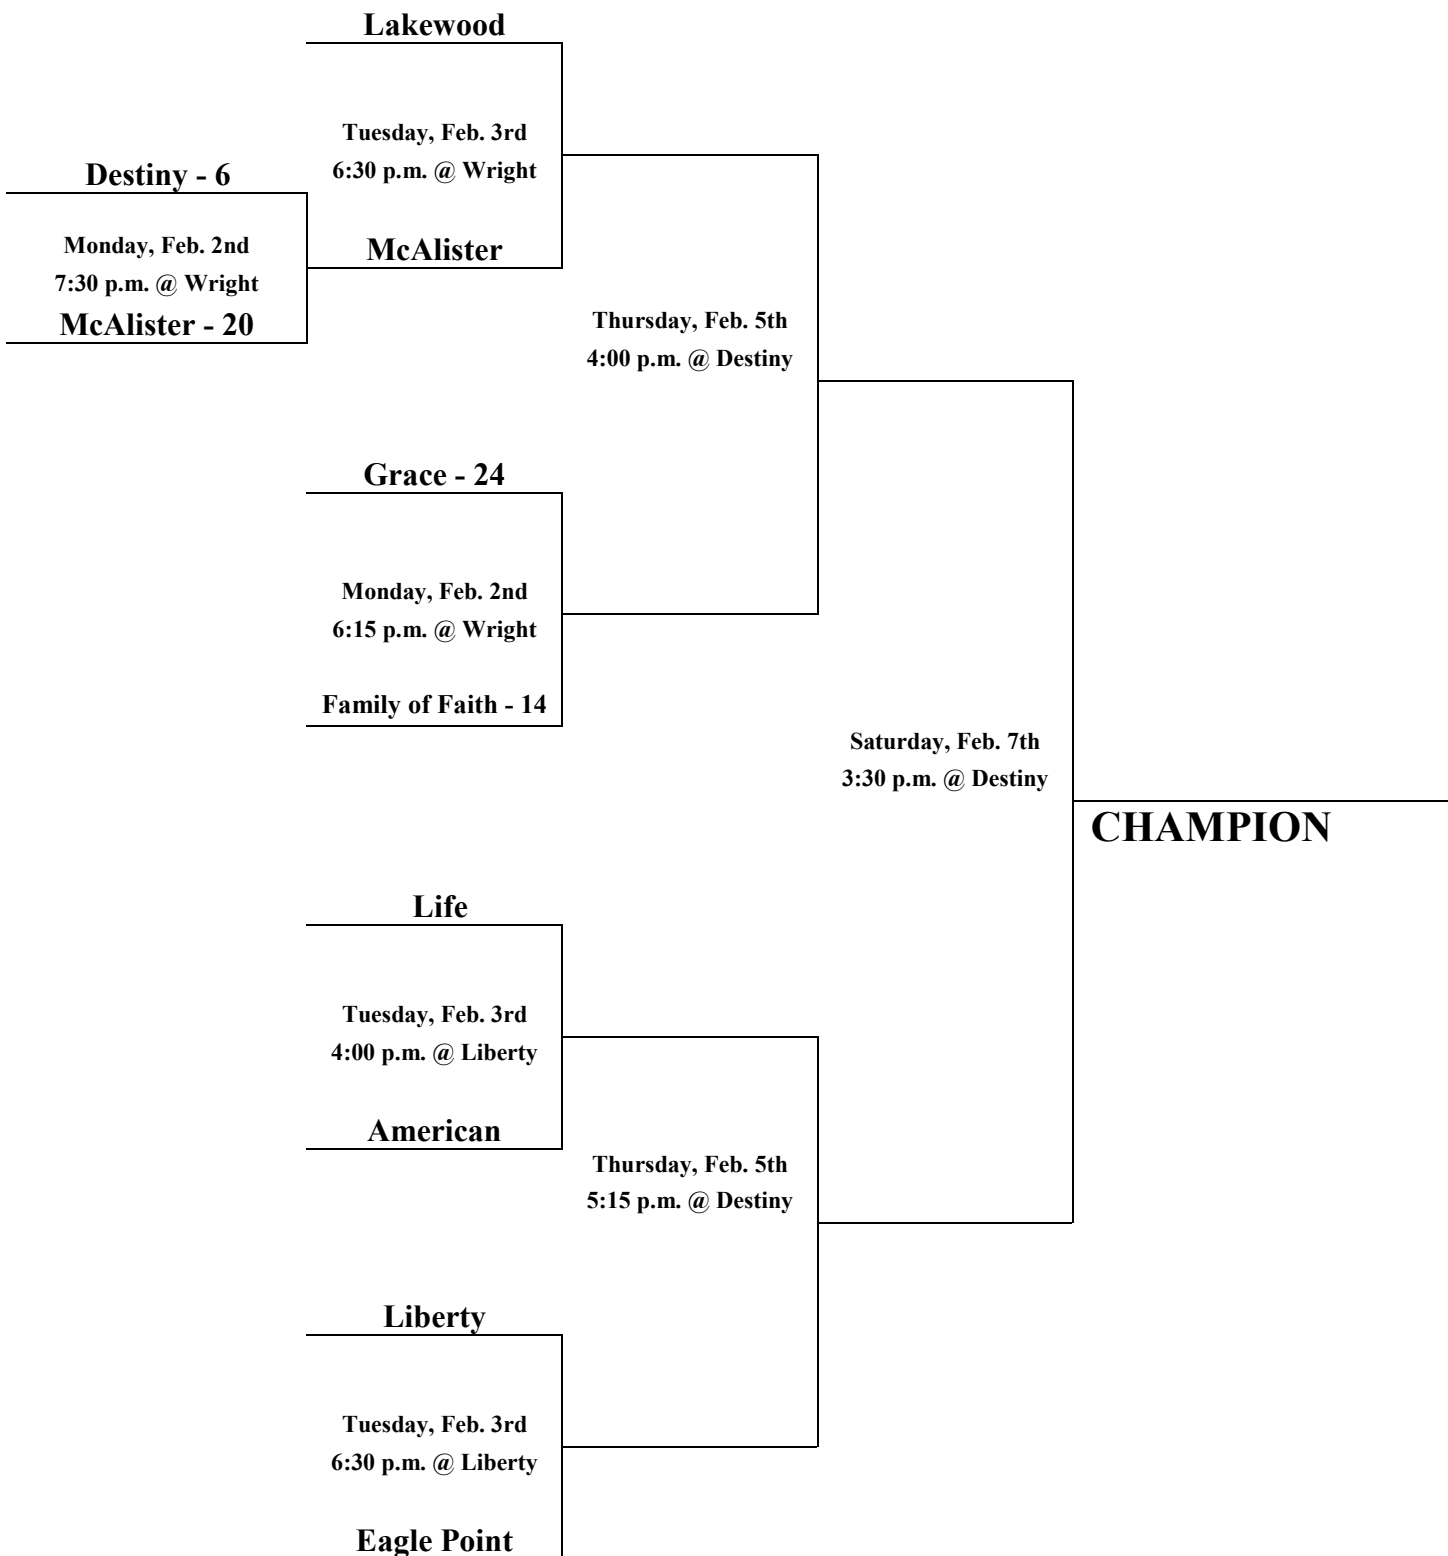 Lakewood
Tuesday, Feb. 3rd
6:30 p.m. @ Wright
Destiny - 6
Monday, Feb. 2nd
7:30 p.m. @ Wright
McAlister - 20
McAlister
Thursday, Feb. 5th
4:00 p.m. @ Destiny
Grace - 24
Monday, Feb. 2nd
6:15 p.m. @ Wright
Family of Faith - 14
Saturday, Feb. 7th
3:30 p.m. @ Destiny
CHAMPION
Life
Tuesday, Feb. 3rd
4:00 p.m. @ Liberty
American
Thursday, Feb. 5th
5:15 p.m. @ Destiny
Liberty
Tuesday, Feb. 3rd
6:30 p.m. @ Liberty
Eagle Point